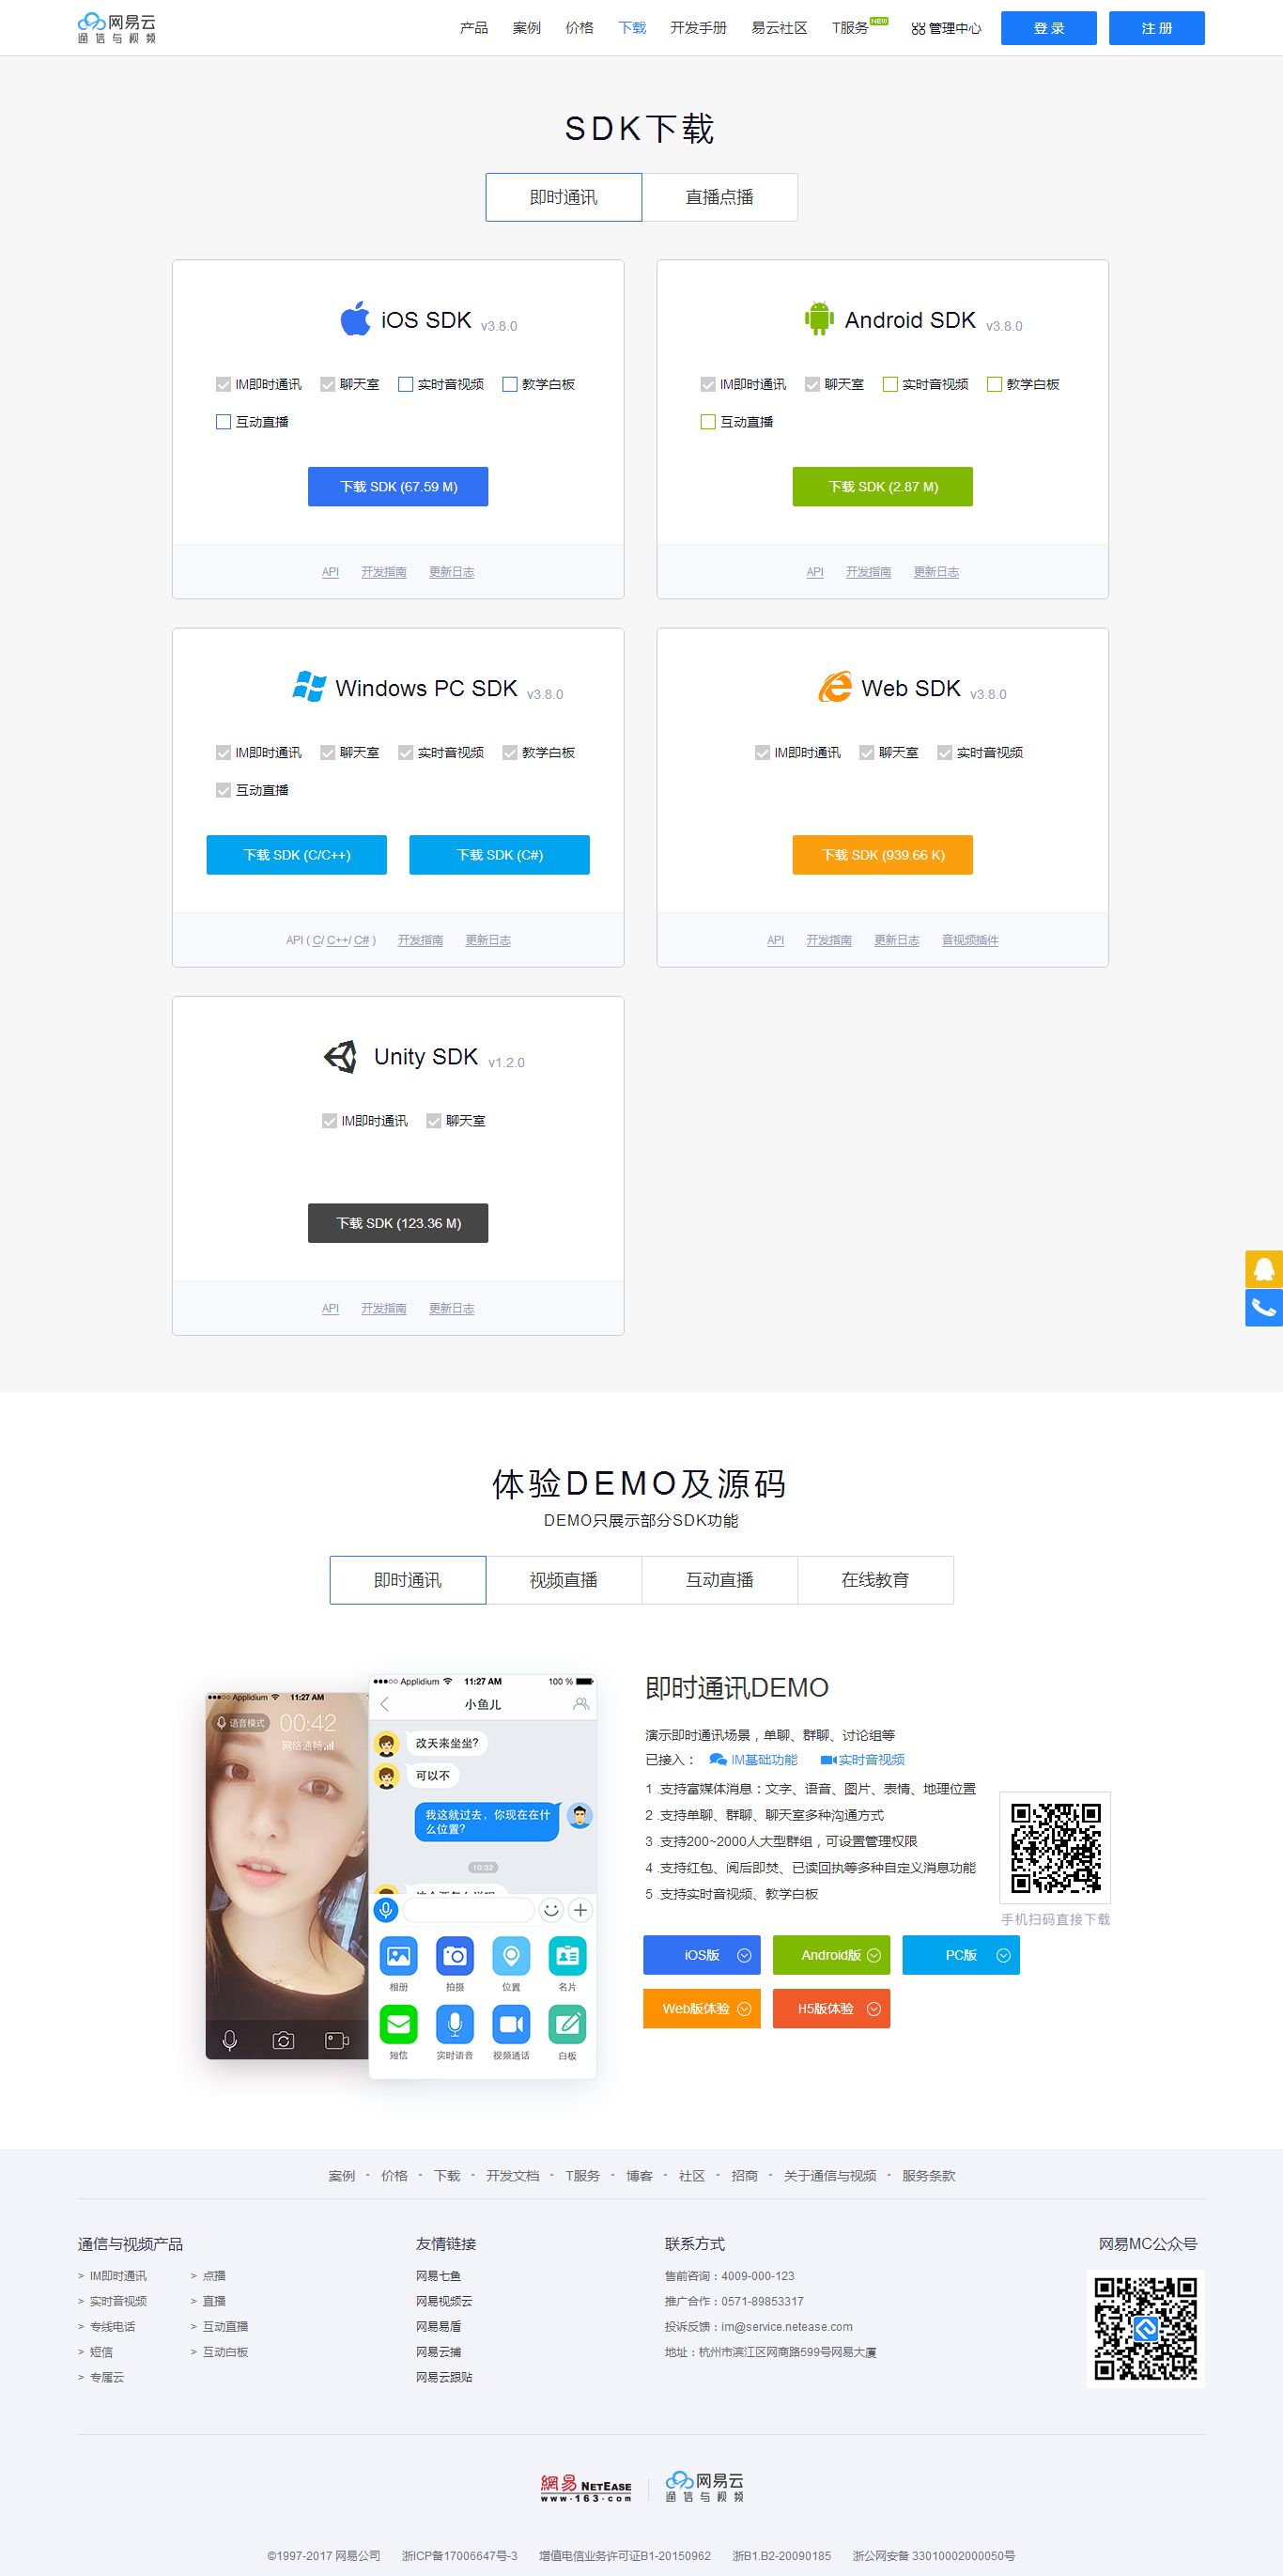 网易云
通信与视频
产品 案例 价格 下载 开发手册 易云社区 T服务 NEW 管理中心 登录 注册
SDK下载
即时通讯 直播点播
iOS SDK v3.8.0
IM即时通讯 聊天室 实时音视频 教学白板
互动直播
下载 SDK (67.59 M)
API 开发指南 更新日志
Android SDK v3.8.0
IM即时通讯 聊天室 实时音视频 教学白板
互动直播
下载 SDK (2.87 M)
API 开发指南 更新日志
Windows PC SDK v3.8.0
IM即时通讯 聊天室 实时音视频 教学白板
互动直播
下载 SDK (C/C++) 下载 SDK (C#)
API ( C/ C++/ C# ) 开发指南 更新日志
Web SDK v3.8.0
IM即时通讯 聊天室 实时音视频
下载 SDK (939.66 K)
API 开发指南 更新日志 音视频插件
Unity SDK v1.2.0
IM即时通讯 聊天室
下载 SDK (123.36 M)
API 开发指南 更新日志
体验DEMO及源码
DEMO只展示部分SDK功能
即时通讯 视频直播 互动直播 在线教育
Applidium 11:27 AM
语音模式 00:42
网络通畅
Applidium 11:27 AM 100 %
小鱼儿
改天来坐坐?
可以不
我这就过去，你现在在什
么位置?
10:32
相册 拍摄 位置 名片
短信 实时语音 视频通话 白板
即时通讯DEMO
演示即时通讯场景，单聊、群聊、讨论组等
已接入： IM基础功能 实时音视频
1 .支持富媒体消息：文字、语音、图片、表情、地理位置
2 .支持单聊、群聊、聊天室多种沟通方式
3 .支持200~2000人大型群组，可设置管理权限
4 .支持红包、阅后即焚、已读回执等多种自定义消息功能
5 .支持实时音视频、教学白板
手机扫码直接下载
iOS版 Android版 PC版
Web版体验 H5版体验
案例 · 价格 · 下载 · 开发文档 · T服务 · 博客 · 社区 · 招商 · 关于通信与视频 · 服务条款
通信与视频产品
> IM即时通讯 > 点播
> 实时音视频 > 直播
> 专线电话 > 互动直播
> 短信 > 互动白板
> 专属云
友情链接
网易七鱼
网易视频云
网易易盾
网易云捕
网易云跟贴
联系方式
售前咨询：4009-000-123
推广合作：0571-89853317
投诉反馈：im@service.netease.com
地址：杭州市滨江区网商路599号网易大厦
网易MC公众号
網易 NETEASE
www.163.com
网易云
通信与视频
©1997-2017 网易公司 浙ICP备17006647号-3 增值电信业务许可证B1-20150962 浙B1.B2-20090185 浙公网安备 33010002000050号